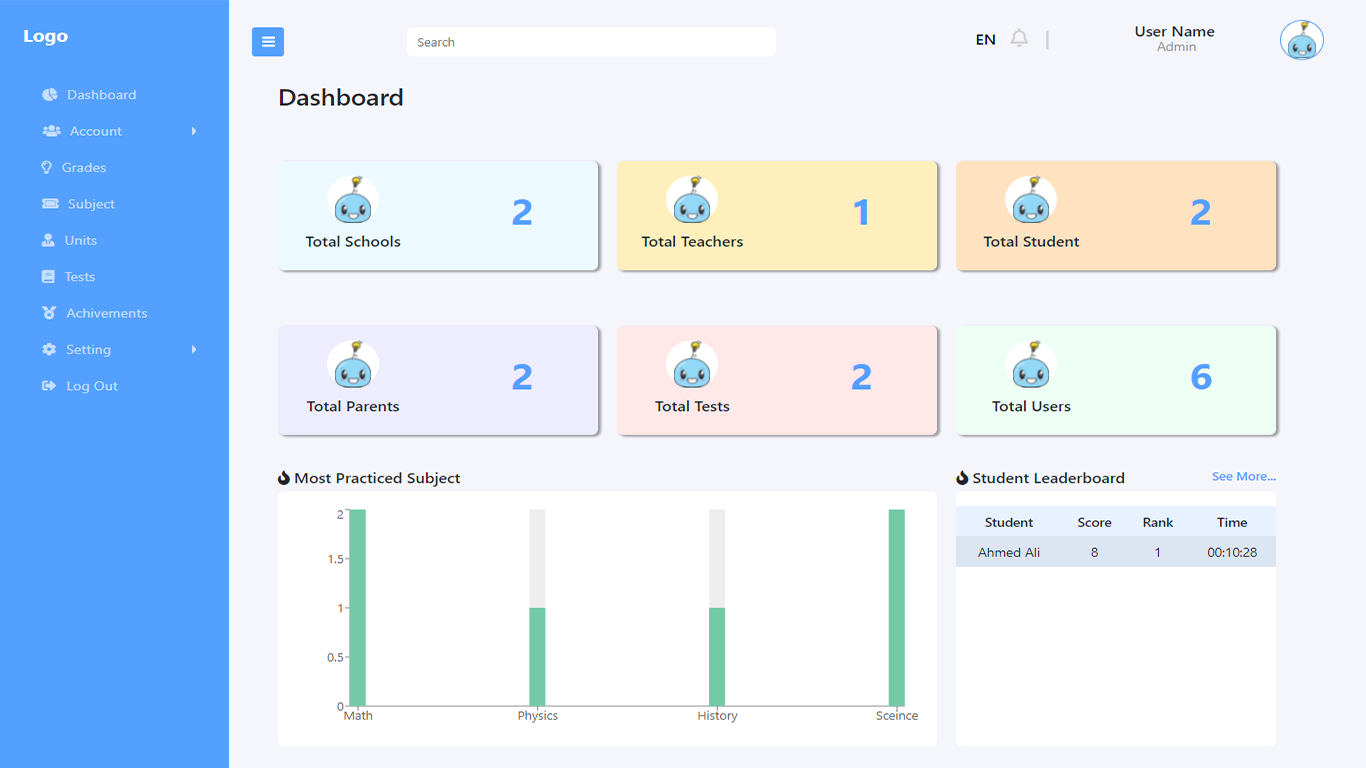 Logo
Dashboard
Account
Grades
Subject
Units
Tests
Achivements
Setting
Log Out
Search
EN
User Name
Admin
Dashboard
2
Total Schools
1
Total Teachers
2
Total Student
2
Total Parents
2
Total Tests
6
Total Users
Most Practiced Subject
2
1.5
1
0.5
0
Math Physics History Sceince
Student Leaderboard See More...
Student Score Rank Time
Ahmed Ali 8 1 00:10:28